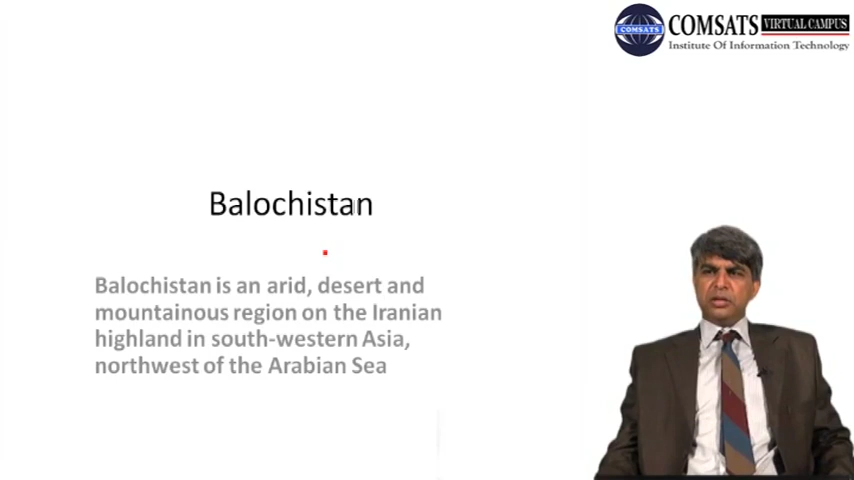 COMSATS VIRTUAL CAMPUS
COMSATS
Institute Of Information Technology
Balochistan
Balochistan is an arid, desert and
mountainous region on the Iranian
highland in south-western Asia,
northwest of the Arabian Sea